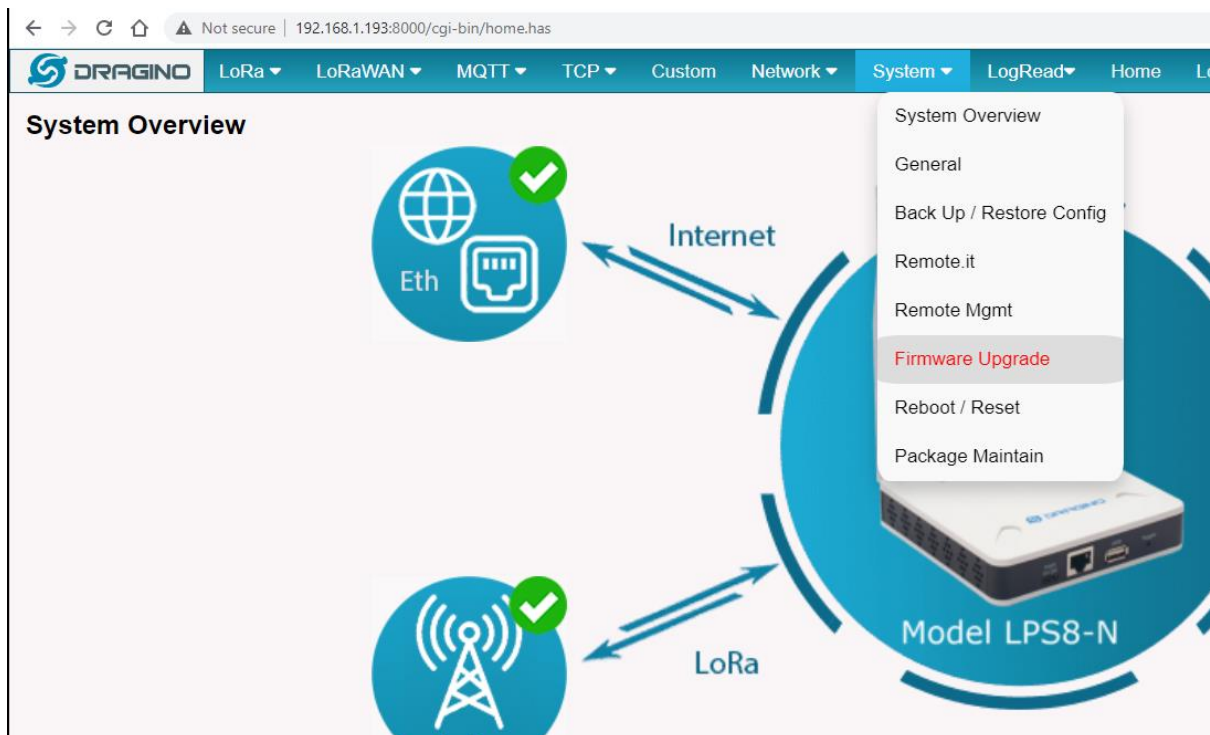 Not secure | 192.168.1.193:8000/cgi-bin/home.has
DRAGINO LoRa LoRaWAN MQTT TCP Custom Network System LogRead Home
System Overview
System Overview
General
Back Up / Restore Config
Remote.it
Remote Mgmt
Firmware Upgrade
Reboot / Reset
Package Maintain
Internet
Eth
DRAGINO
Model LPS8-N
LoRa